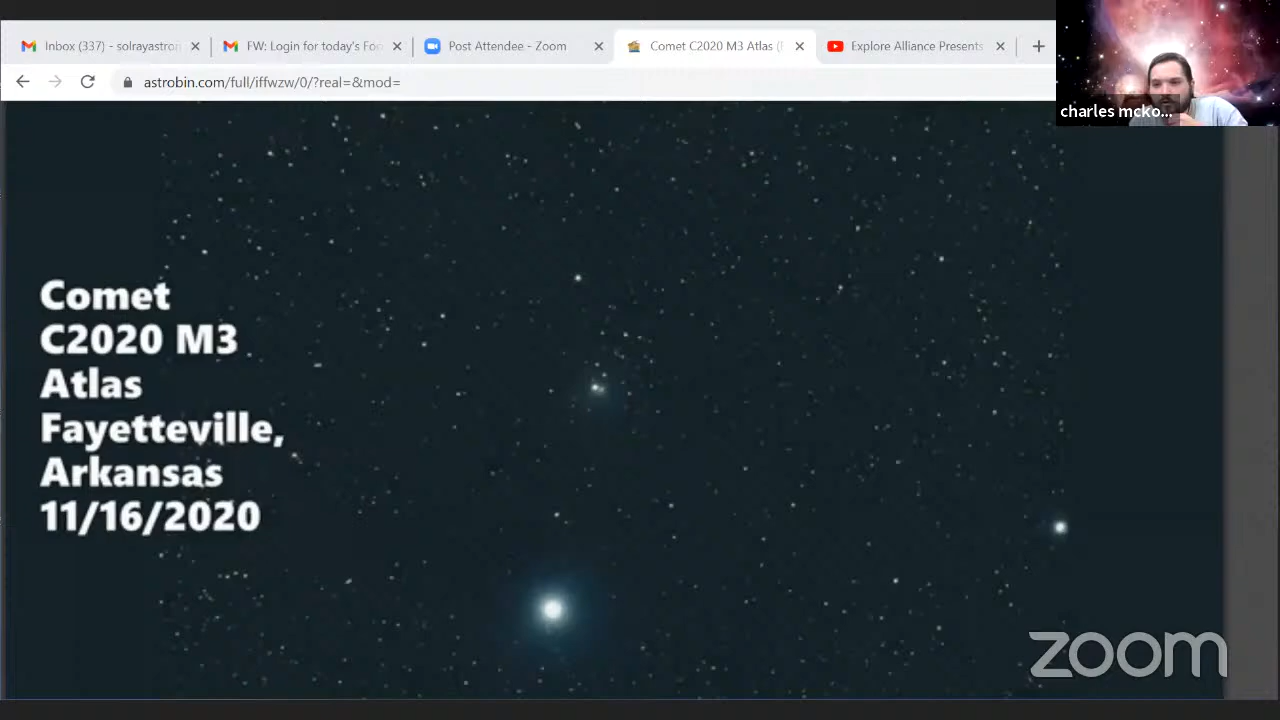 Inbox (337) - solrayastron
FW: Login for today's Foc
Post Attendee - Zoom
Comet C2020 M3 Atlas (
Explore Alliance Presents
astrobin.com/full/iffwzw/0/?real=&mod=
charles mcko...
Comet
C2020 M3
Atlas
Fayetteville,
Arkansas
11/16/2020
zoom